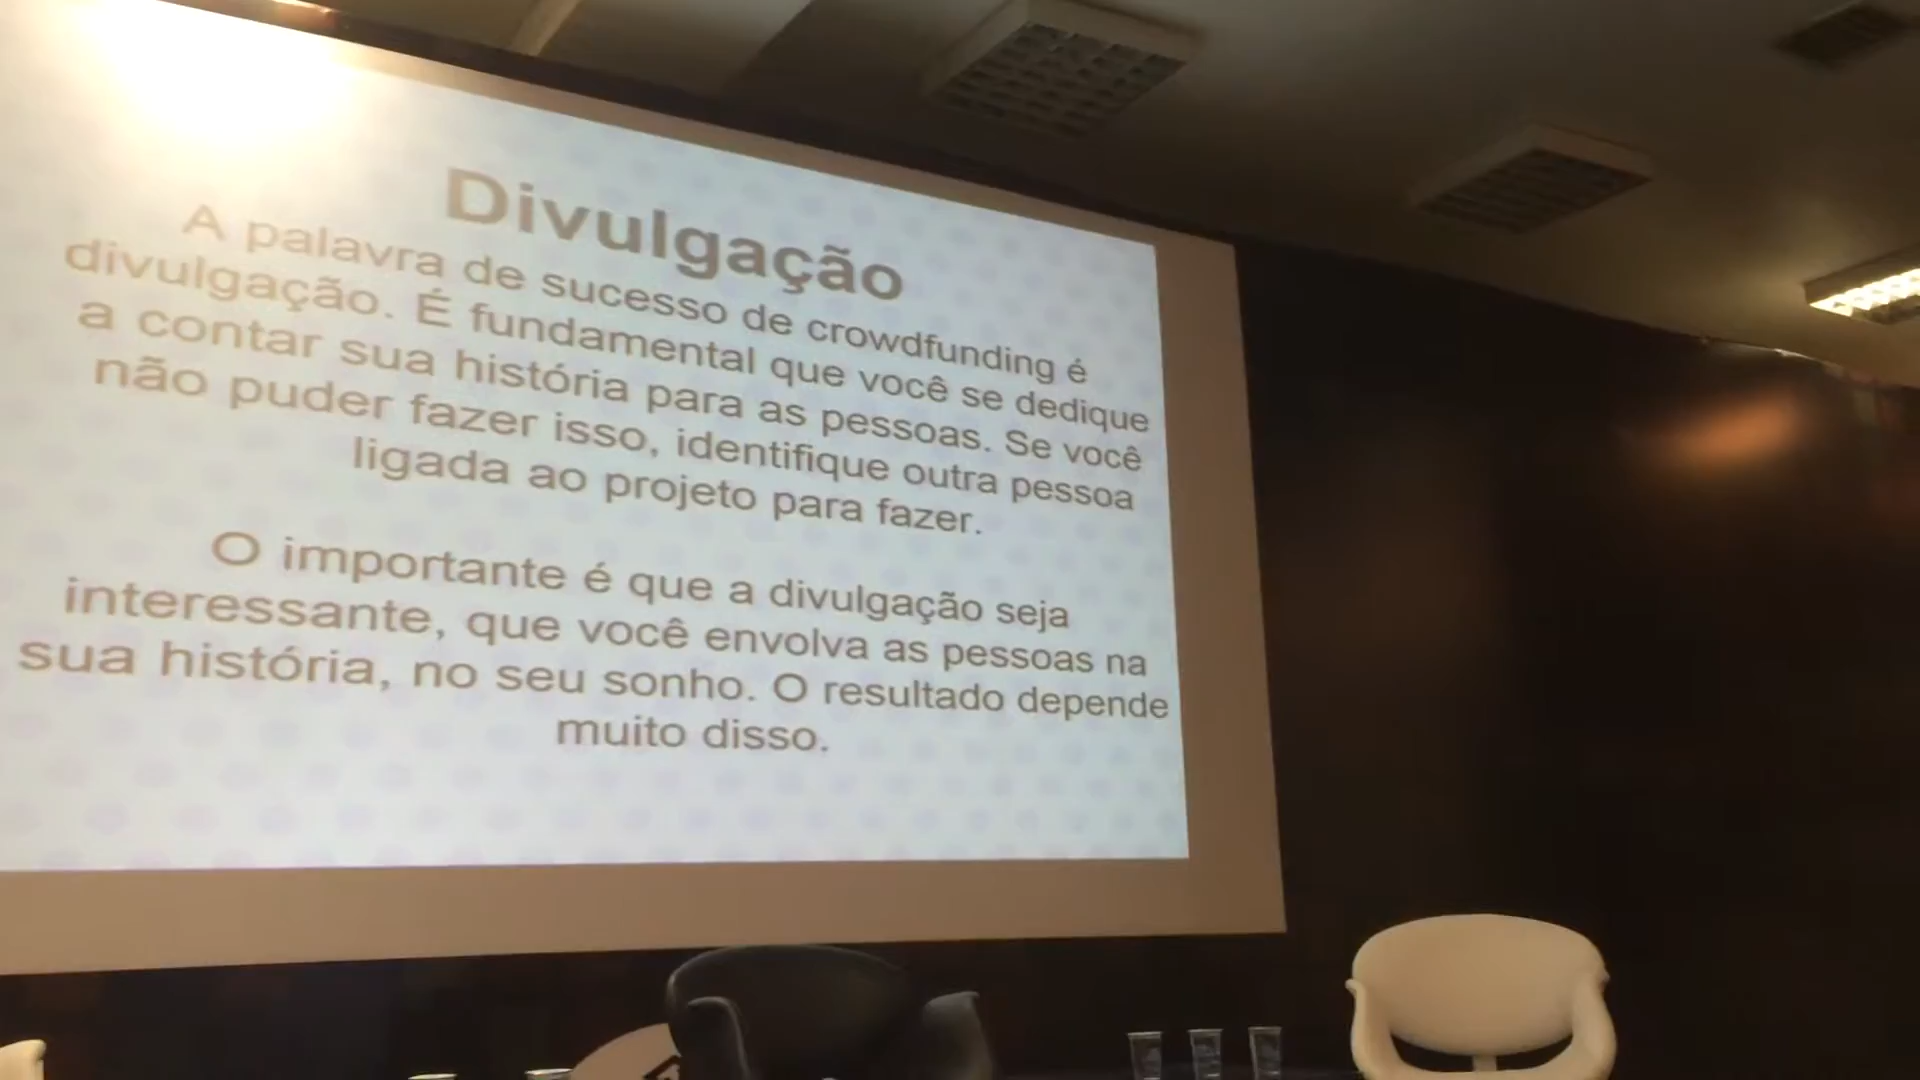 Divulgação
A palavra de sucesso de crowdfunding é
divulgação. É fundamental que você se dedique
a contar sua história para as pessoas. Se você
não puder fazer isso, identifique outra pessoa
ligada ao projeto para fazer.
O importante é que a divulgação seja
interessante, que você envolva as pessoas na
sua história, no seu sonho. O resultado depende
muito disso.